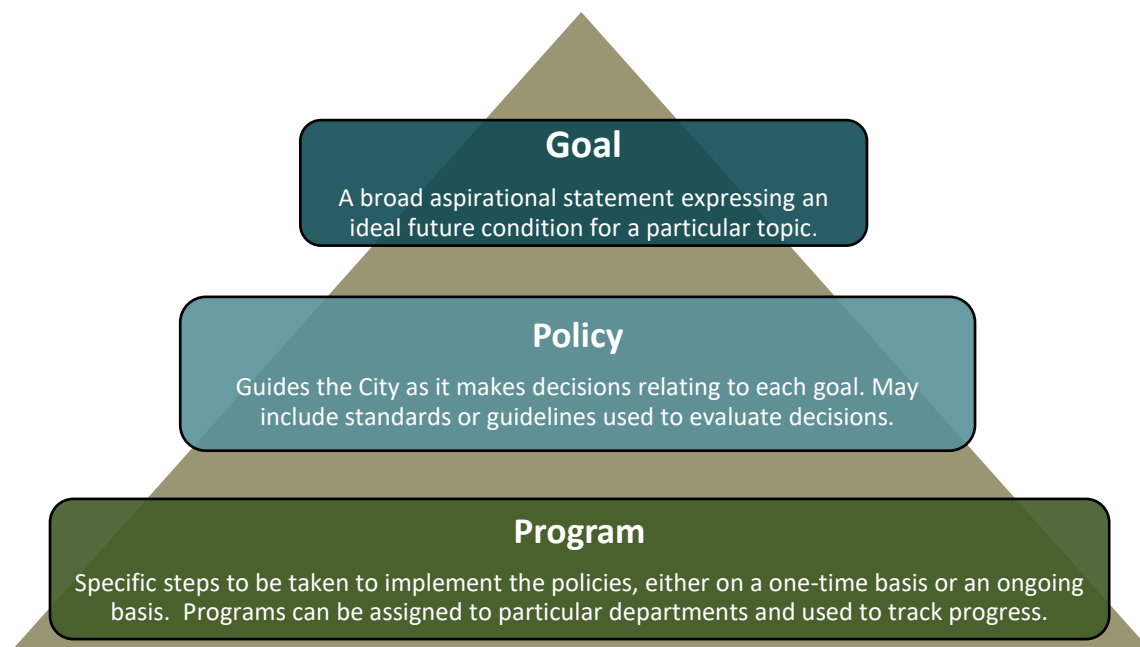 Goal
A broad aspirational statement expressing an
ideal future condition for a particular topic.
Policy
Guides the City as it makes decisions relating to each goal. May
include standards or guidelines used to evaluate decisions.
Program
Specific steps to be taken to implement the policies, either on a one-time basis or an ongoing
basis.  Programs can be assigned to particular departments and used to track progress.